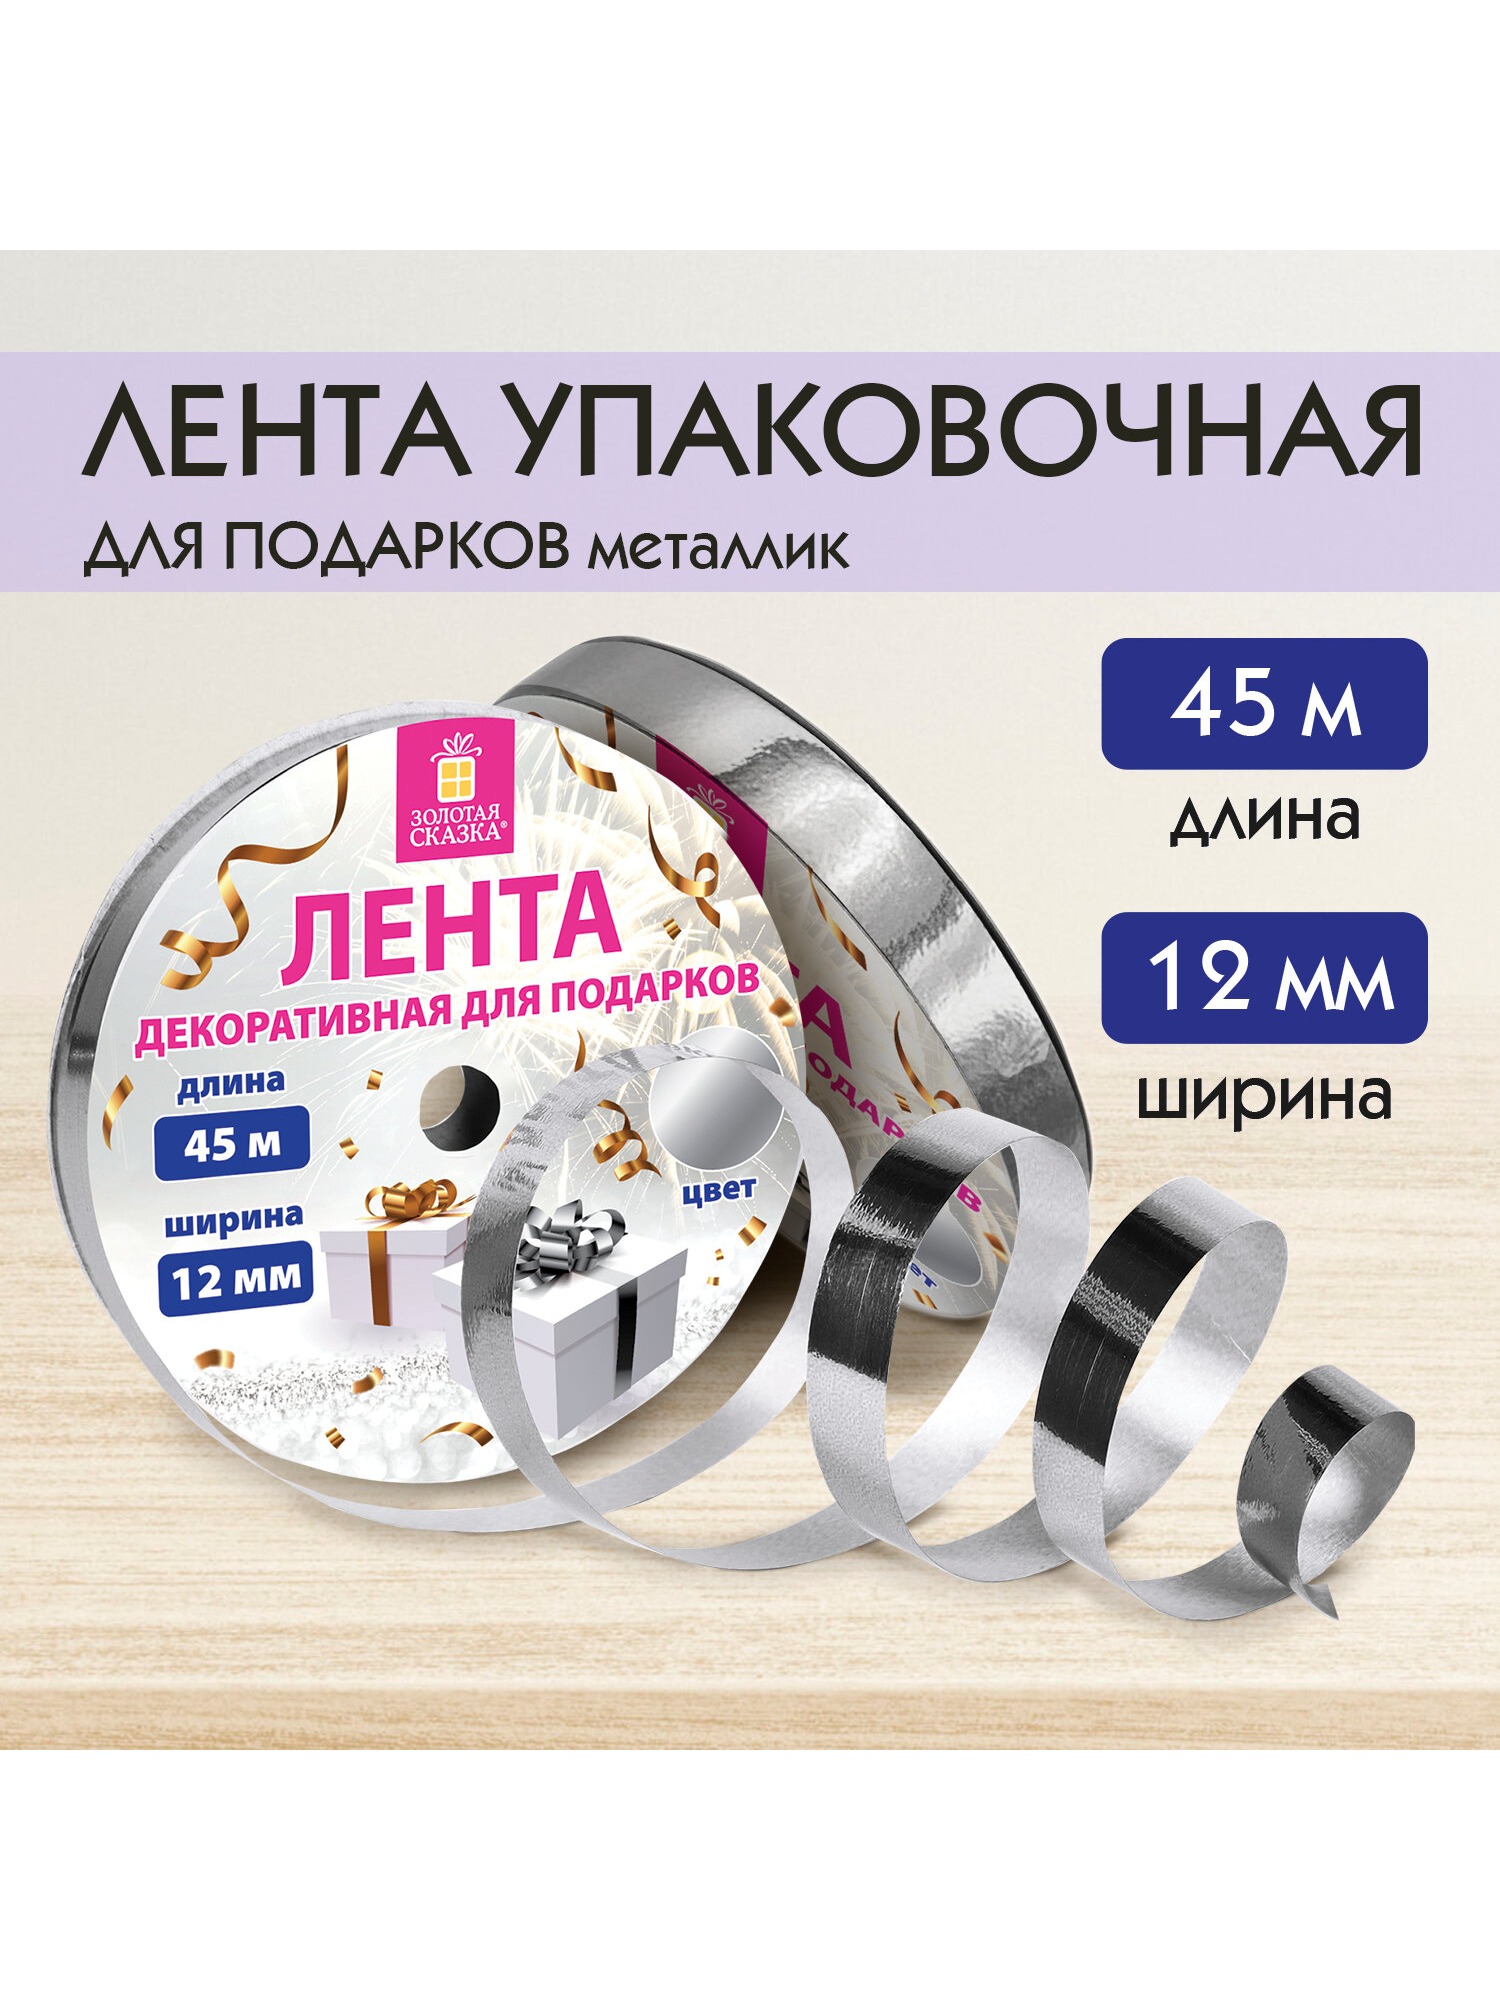 ЛЕНТА УПАКОВОЧНАЯ
ДЛЯ ПОДАРКОВ металлик
45 м
длина
12 мм
ширина
ЗОЛОТАЯ
СКАЗКА®
ЛЕНТА
ДЕКОРАТИВНАЯ ДЛЯ ПОДАРКОВ
длина
45 м
ширина
12 мм
цвет